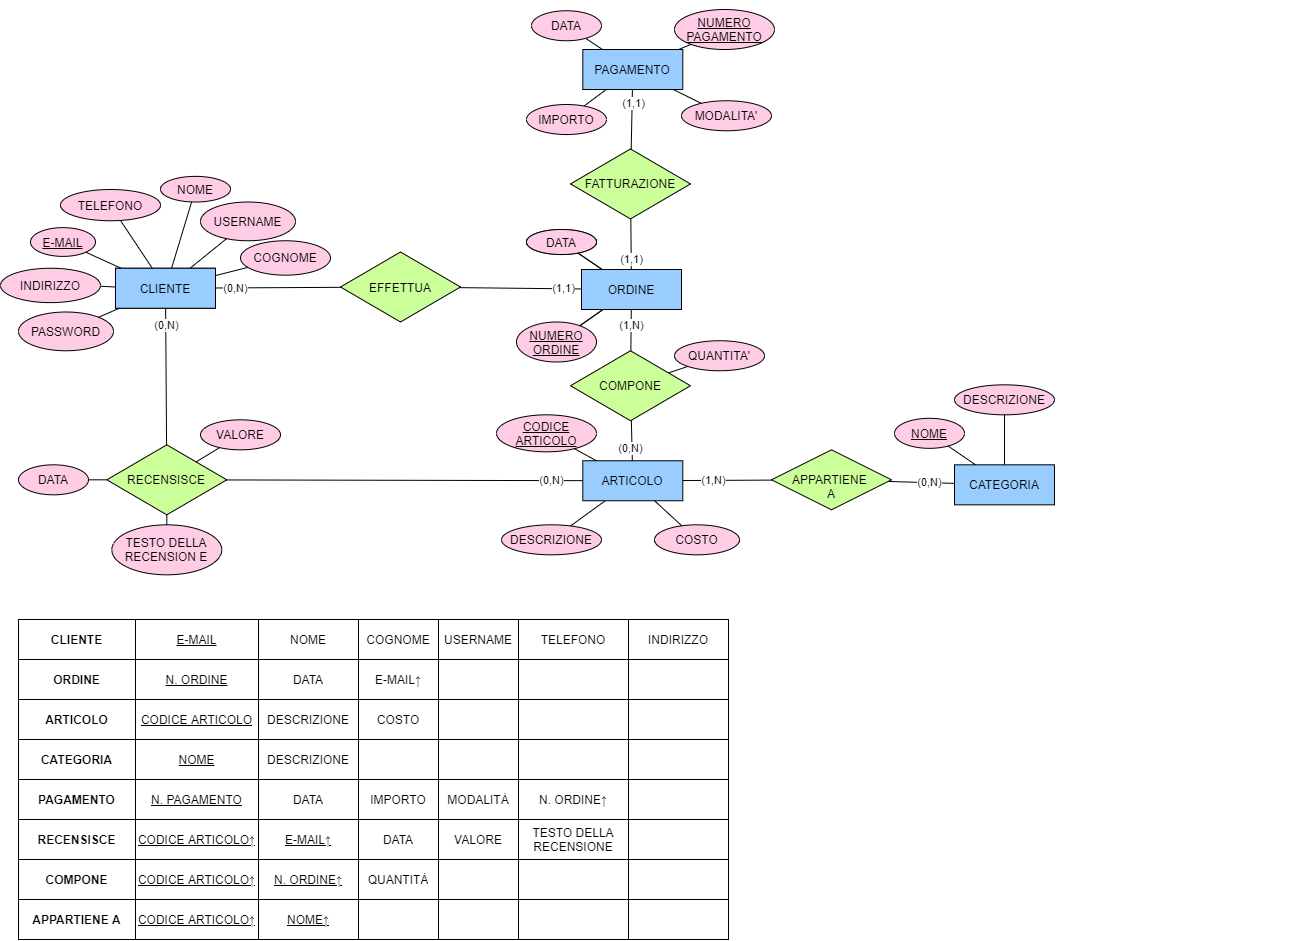 DATA
NUMERO
PAGAMENTO
PAGAMENTO
(1,1)
IMPORTO
MODALITA'
FATTURAZIONE
NOME
TELEFONO
USERNAME
E-MAIL
COGNOME
INDIRIZZO
CLIENTE
(0,N)
PASSWORD
(0,N)
EFFETTUA
DATA
(1,1)
(1,1)
ORDINE
NUMERO
ORDINE
(1,N)
QUANTITA'
COMPONE
DESCRIZIONE
CODICE
ARTICOLO
NOME
VALORE
(0,N)
DATA
RECENSISCE
(0,N)
ARTICOLO
(1,N)
APPARTIENE
A
(0,N)
CATEGORIA
TESTO DELLA
RECENSION E
DESCRIZIONE
COSTO
CLIENTE E-MAIL NOME COGNOME USERNAME TELEFONO INDIRIZZO
ORDINE N. ORDINE DATA E-MAIL↑
ARTICOLO CODICE ARTICOLO DESCRIZIONE COSTO
CATEGORIA NOME DESCRIZIONE
PAGAMENTO N. PAGAMENTO DATA IMPORTO MODALITÁ N. ORDINE↑
RECENSISCE CODICE ARTICOLO↑ E-MAIL↑ DATA VALORE TESTO DELLA
RECENSIONE
COMPONE CODICE ARTICOLO↑ N. ORDINE↑ QUANTITÁ
APPARTIENE A CODICE ARTICOLO↑ NOME↑